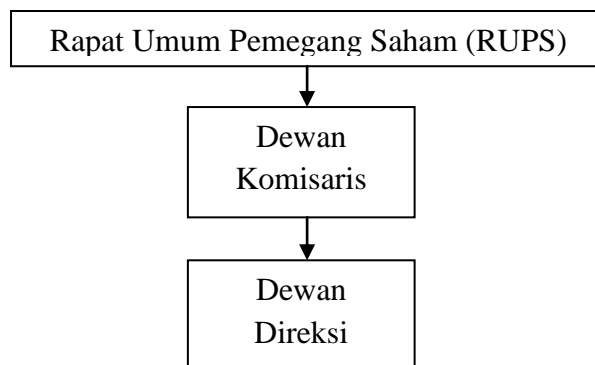 Rapat Umum Pemegang Saham (RUPS)
Dewan
Komisaris
Dewan
Direksi